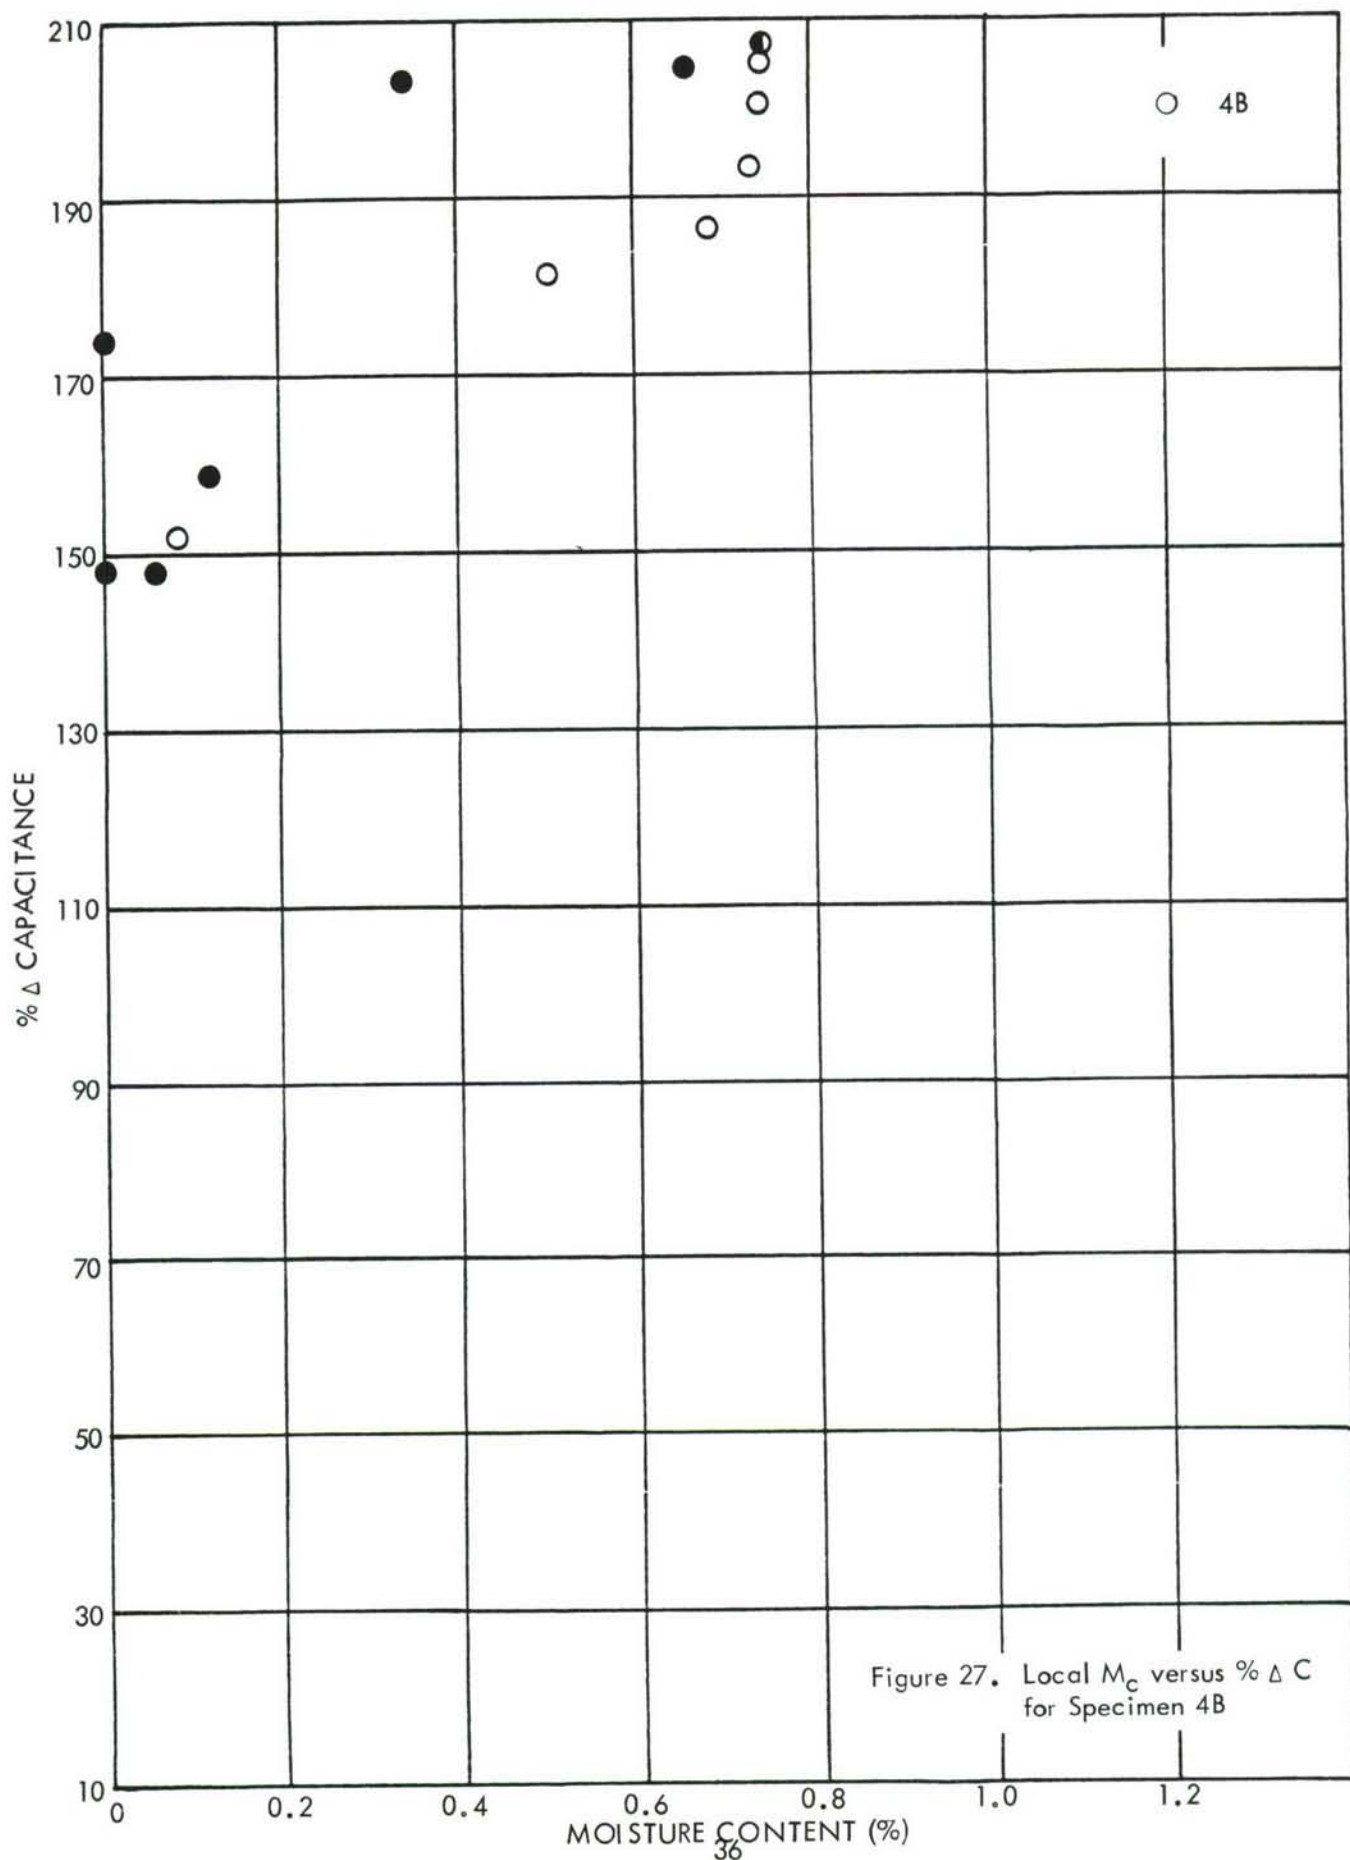 210
190
170
150
130
110
90
70
50
30
10
% Δ CAPACITANCE
4B
Figure 27. Local Mc versus % Δ C
for Specimen 4B
0 0.2 0.4 0.6 0.8 1.0 1.2
MOISTURE CONTENT (%)
36